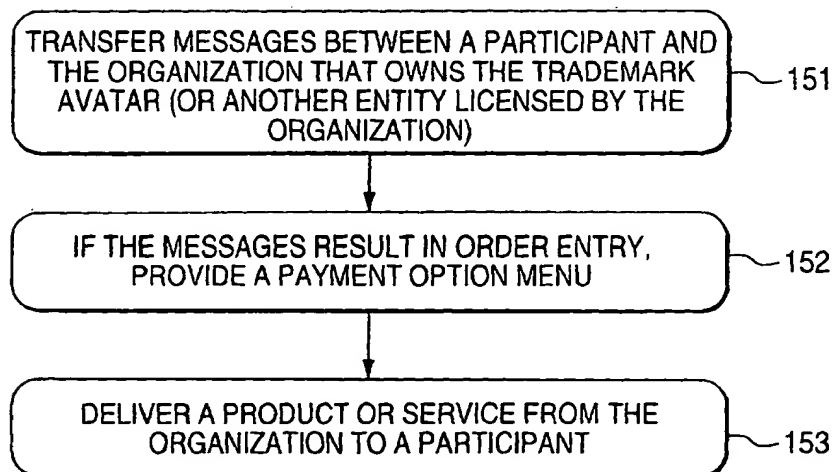 TRANSFER MESSAGES BETWEEN A PARTICIPANT AND
THE ORGANIZATION THAT OWNS THE TRADEMARK
AVATAR (OR ANOTHER ENTITY LICENSED BY THE
ORGANIZATION)
151
IF THE MESSAGES RESULT IN ORDER ENTRY,
PROVIDE A PAYMENT OPTION MENU
152
DELIVER A PRODUCT OR SERVICE FROM THE
ORGANIZATION TO A PARTICIPANT
153